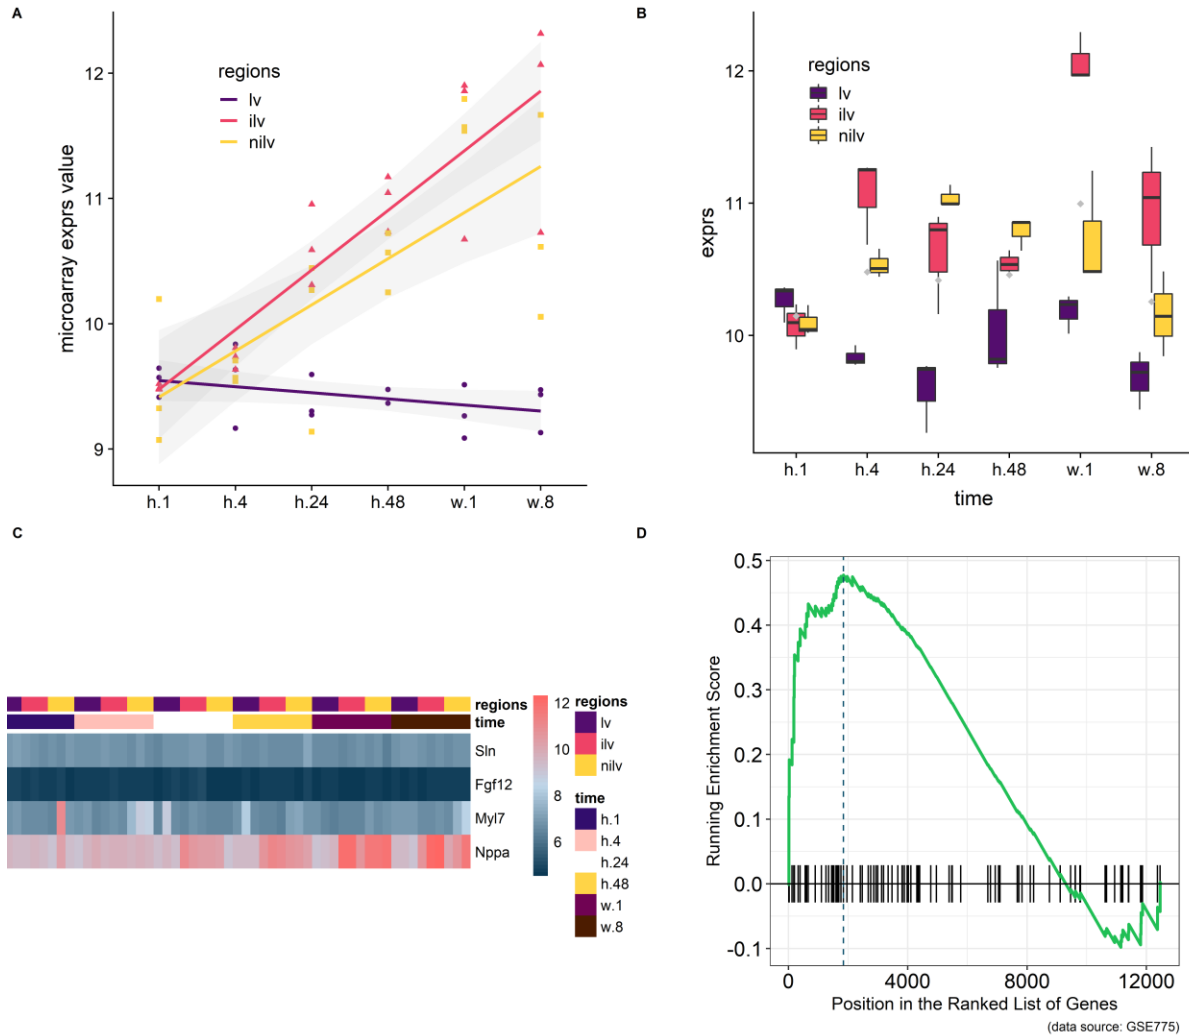 A
microarray exprs value
12
11
10
9
regions
lv
ilv
nilv
h.1 h.4 h.24 h.48 w.1 w.8
B
exprs
12
11
10
regions
lv
ilv
nilv
h.1 h.4 h.24 h.48 w.1 w.8
time
C
regions
time
Sln
Fgf12
Myl7
Nppa
12
10
8
6
regions
lv
ilv
nilv
time
h.1
h.4
h.24
h.48
w.1
w.8
D
Running Enrichment Score
0.5
0.4
0.3
0.2
0.1
0.0
-0.1
0 4000 8000 12000
Position in the Ranked List of Genes
(data source: GSE775)